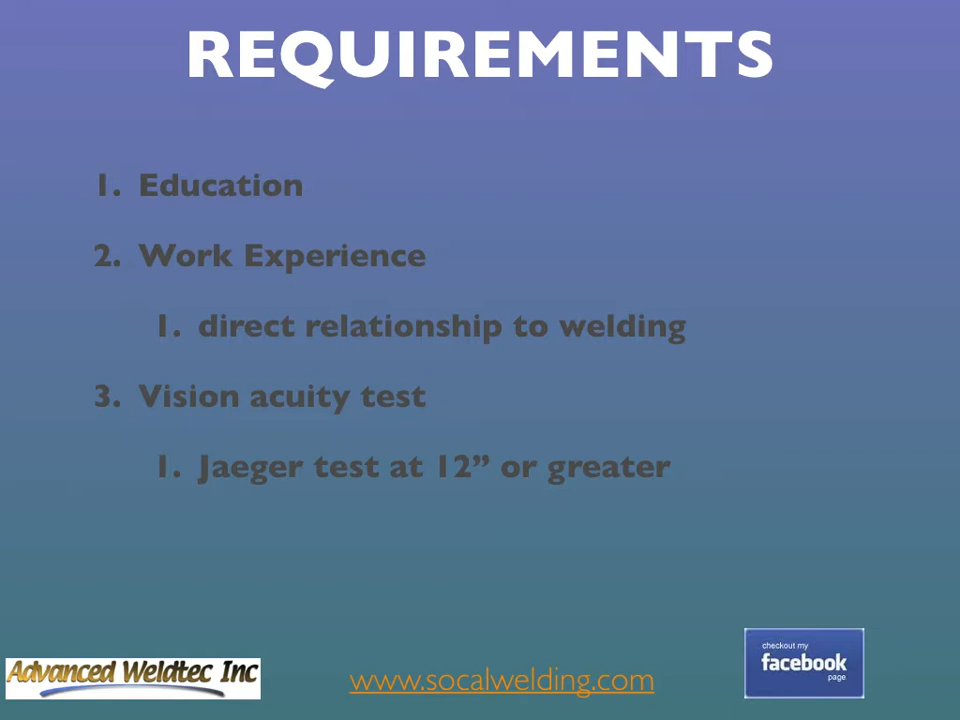 REQUIREMENTS
1. Education
2. Work Experience
1. direct relationship to welding
3. Vision acuity test
1. Jaeger test at 12” or greater
Advanced Weldtec Inc
www.socalwelding.com
checkout my
facebook
page